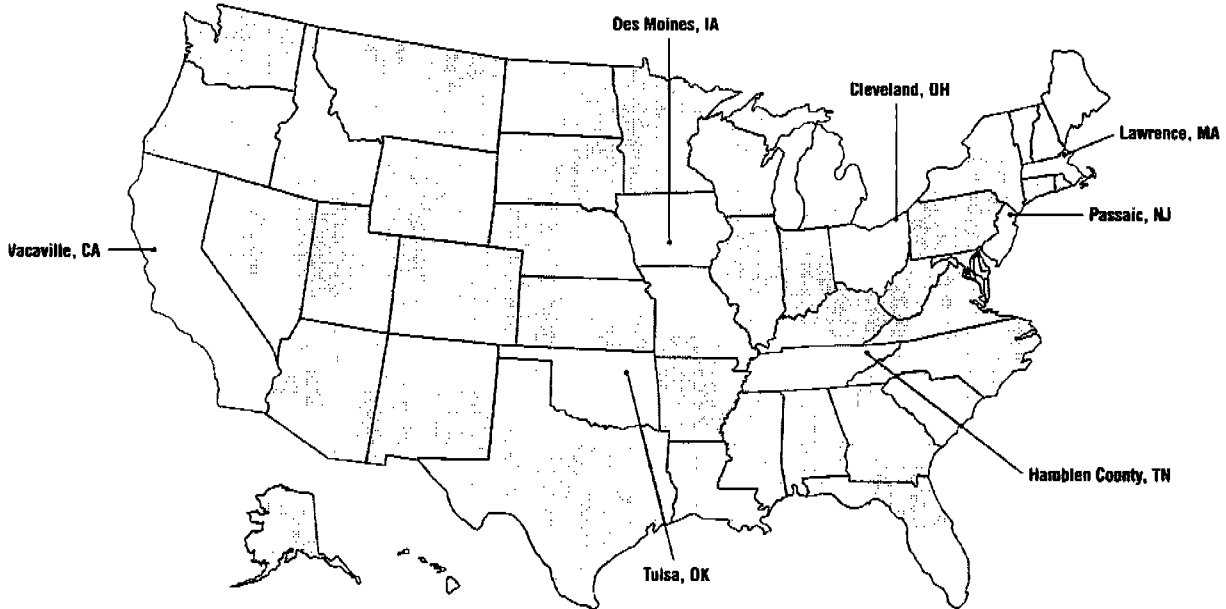 Des Moines, IA
Cleveland, OH
Lawrence, MA
Passaic, NJ
Vacaville, CA
Hamblen County, TN
Tulsa, OK